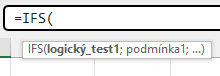 =IFS(
IFS(logický_test1; podmínka1; ...)